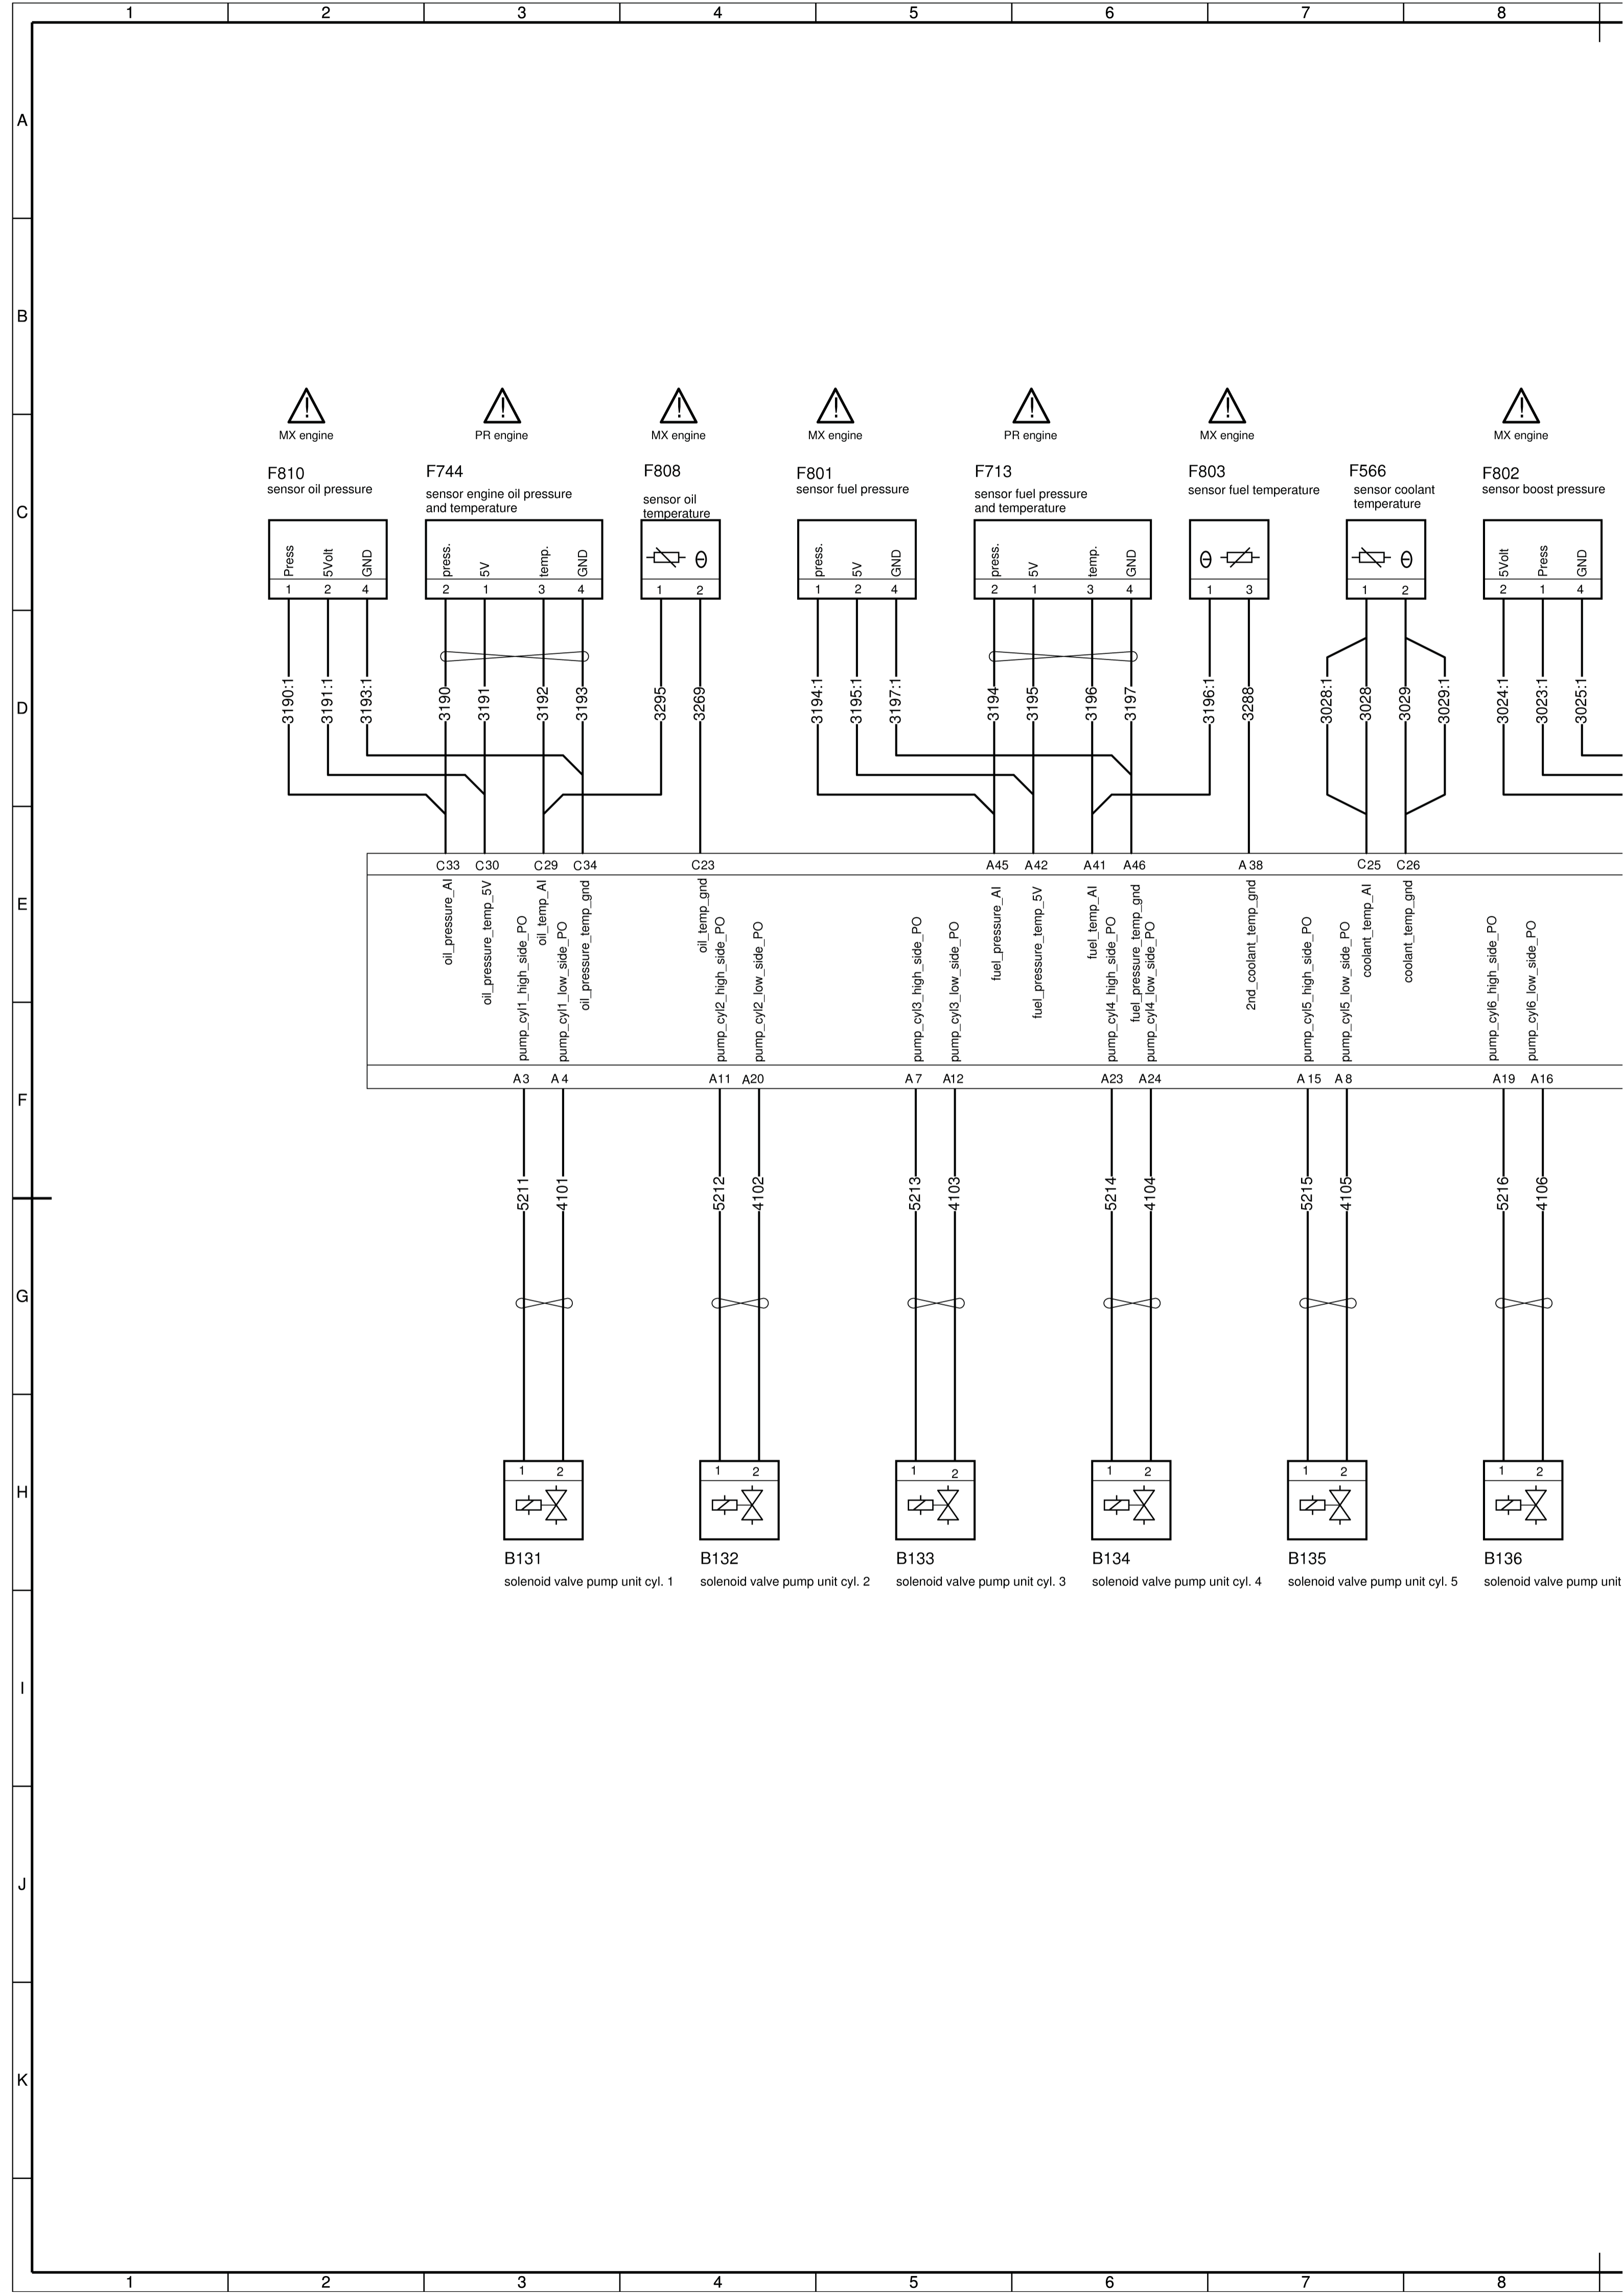 1 2 3 4 5 6 7 8
A
B
MX engine PR engine MX engine MX engine PR engine MX engine MX engine
F810
sensor oil pressure
F744
sensor engine oil pressure
and temperature
F808
sensor oil
temperature
F801
sensor fuel pressure
F713
sensor fuel pressure
and temperature
F803
sensor fuel temperature
F566
sensor coolant
temperature
F802
sensor boost pressure
C
Press 5Volt GND
press. 5V temp. GND
press. 5V GND
press. 5V temp. GND
5Volt Press GND
1 2 4 2 1 3 4 1 2 1 2 4 2 1 3 4 1 3 1 2 2 1 4
D
3190:1 3191:1 3193:1 3190 3191 3192 3193 3295 3269 3194:1 3195:1 3197:1 3194 3195 3196 3197 3196:1 3288 3028:1 3028 3029 3029:1 3024:1 3023:1 3025:1
C33 C30 C29 C34 C23 A45 A42 A41 A46 A38 C25 C26
E
oil_pressure_AI
oil_pressure_temp_5V
pump_cyl1_high_side_PO
oil_temp_AI
pump_cyl1_low_side_PO
oil_pressure_temp_gnd
oil_temp_gnd
pump_cyl2_high_side_PO
pump_cyl2_low_side_PO
pump_cyl3_high_side_PO
pump_cyl3_low_side_PO
fuel_pressure_AI
fuel_pressure_temp_5V
fuel_temp_AI
pump_cyl4_high_side_PO
fuel_pressure_temp_gnd
pump_cyl4_low_side_PO
2nd_coolant_temp_gnd
pump_cyl5_high_side_PO
pump_cyl5_low_side_PO
coolant_temp_AI
coolant_temp_gnd
pump_cyl6_high_side_PO
pump_cyl6_low_side_PO
A3 A4 A11 A20 A7 A12 A23 A24 A15 A8 A19 A16
F
5211 4101 5212 4102 5213 4103 5214 4104 5215 4105 5216 4106
G
1 2 1 2 1 2 1 2 1 2 1 2
H
B131
solenoid valve pump unit cyl. 1
B132
solenoid valve pump unit cyl. 2
B133
solenoid valve pump unit cyl. 3
B134
solenoid valve pump unit cyl. 4
B135
solenoid valve pump unit cyl. 5
B136
solenoid valve pump unit
I
J
K
1 2 3 4 5 6 7 8